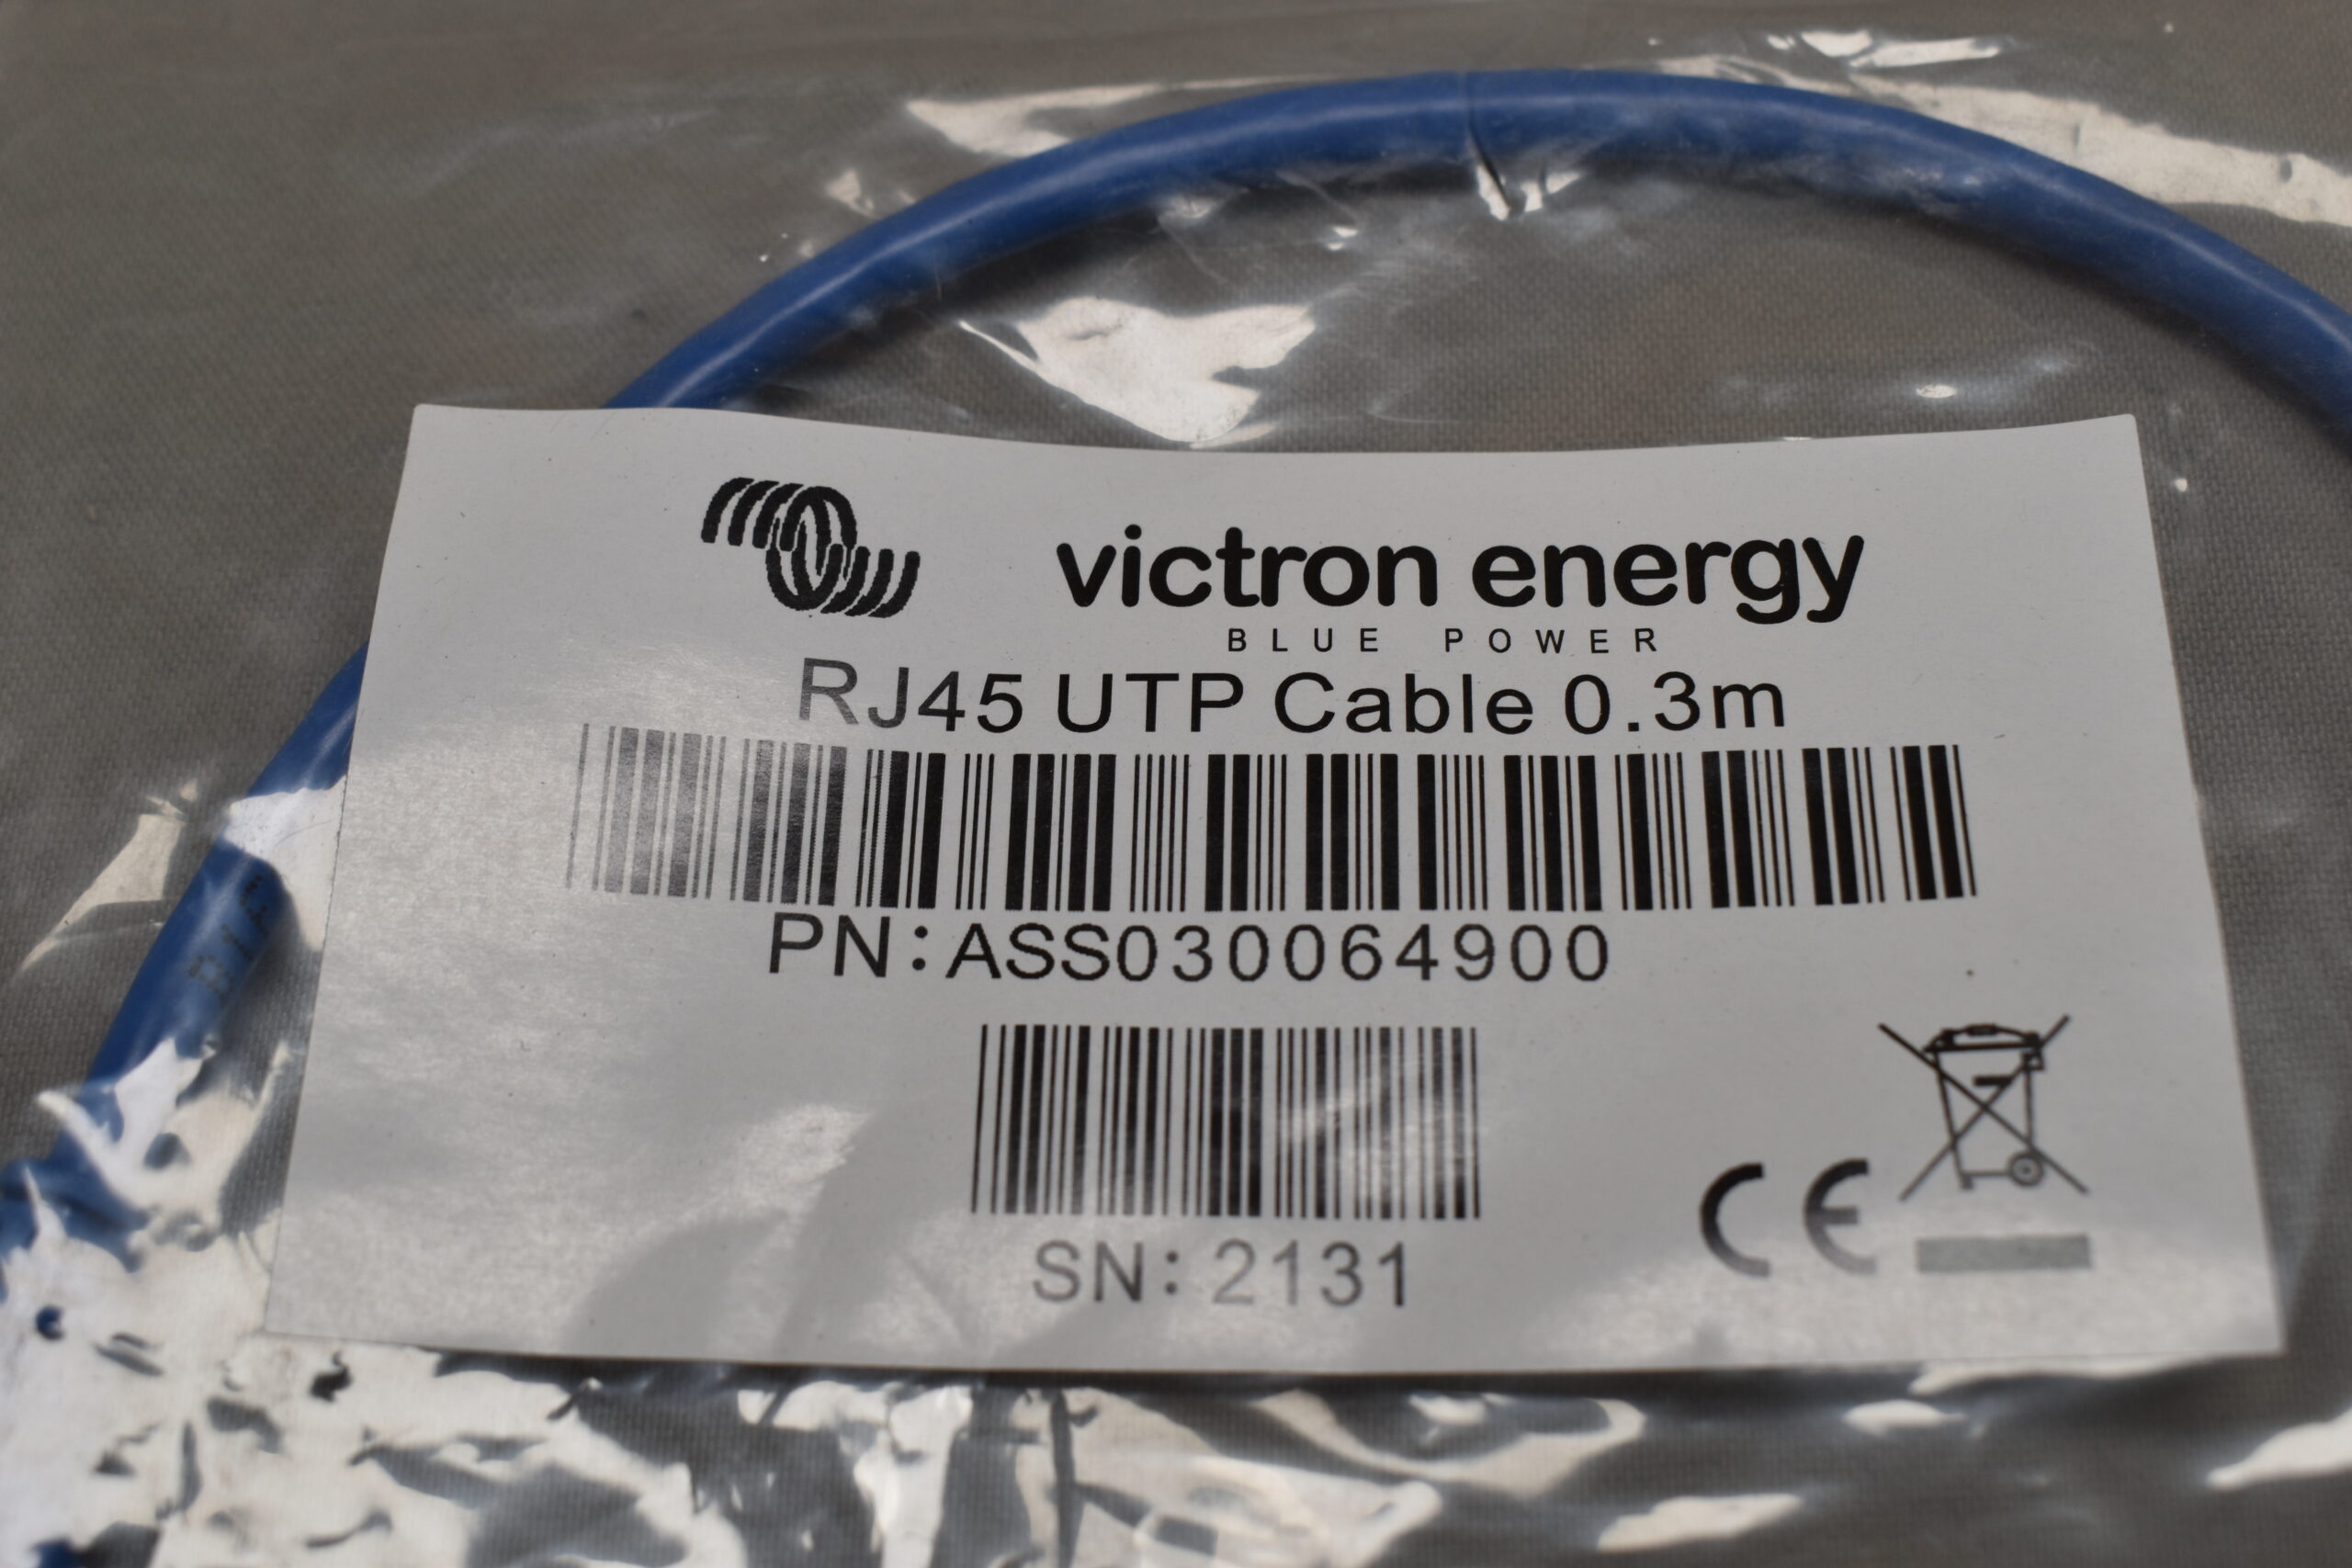 victron energy
BLUE POWER
RJ45 UTP Cable 0.3m
PN:ASS030064900
SN: 2131
CE